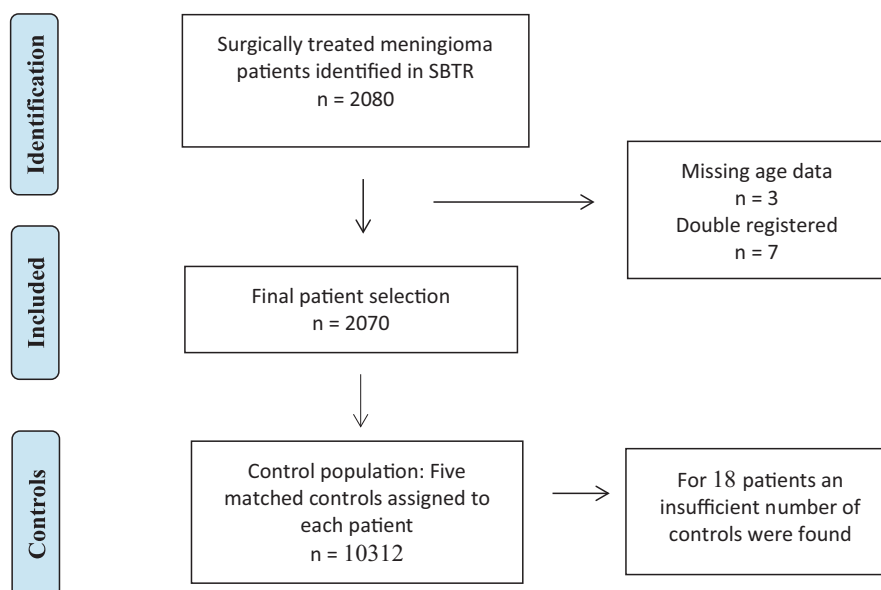 Identification
Surgically treated meningioma
patients identified in SBTR
n = 2080
Missing age data
n = 3
Double registered
n = 7
Included
Final patient selection
n = 2070
Controls
Control population: Five
matched controls assigned to
each patient
n = 10312
For 18 patients an
insufficient number of
controls were found